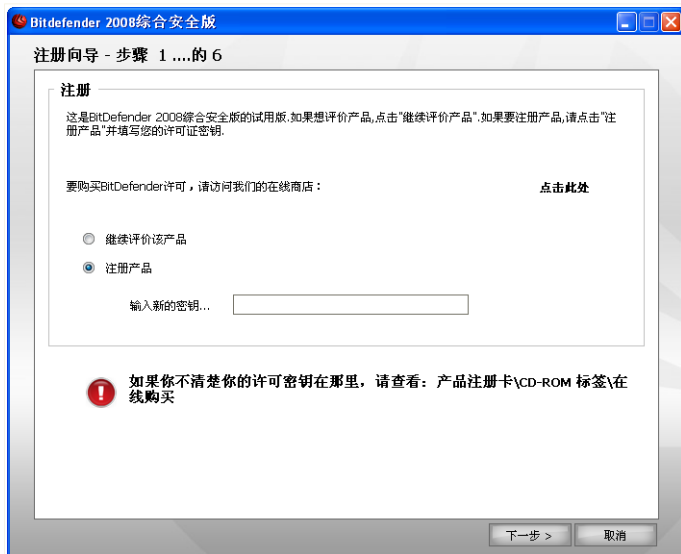 Bitdefender 2008综合安全版
注册向导 - 步骤 1 ....的 6
注册
这是BitDefender 2008综合安全版的试用版.如果想评价产品,点击"继续评价产品".如果要注册产品,请点击"注
册产品"并填写您的许可证密钥.
要购买BitDefender许可，请访问我们的在线商店：
点击此处
继续评价该产品
注册产品
输入新的密钥...
如果你不清楚你的许可密钥在那里，请查看：产品注册卡\CD-ROM 标签\在
线购买
下一步 >
取消